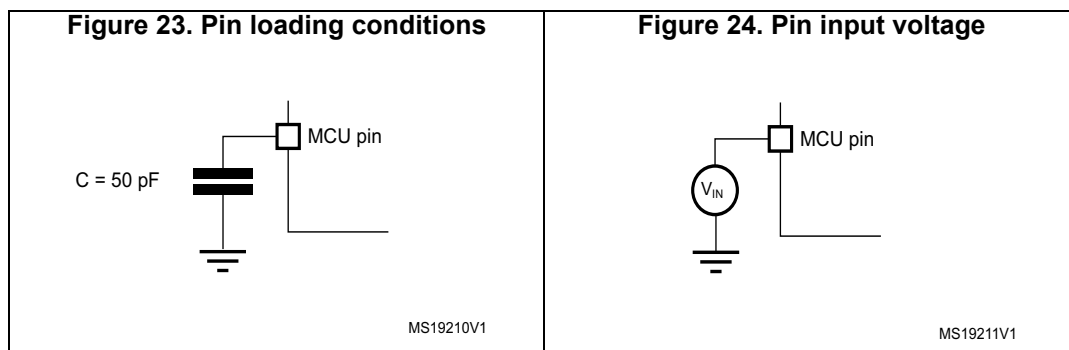 Figure 23. Pin loading conditions
MCU pin
C = 50 pF
MS19210V1
Figure 24. Pin input voltage
MCU pin
VIN
MS19211V1